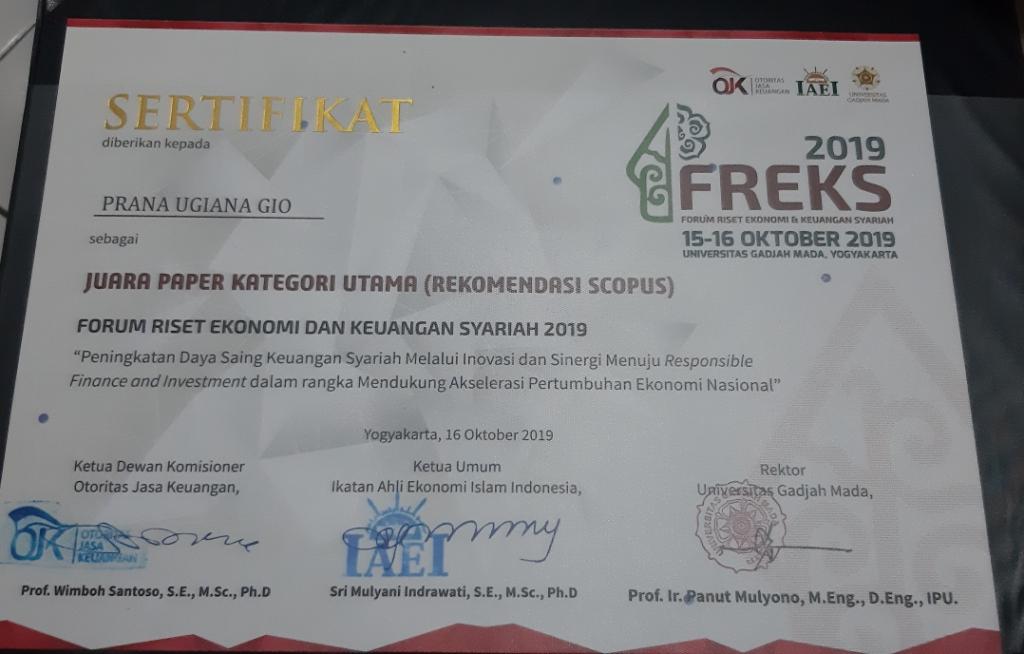 SERTIFIKAT
diberikan kepada
PRANA UGIANA GIO
sebagai
JUARA PAPER KATEGORI UTAMA (REKOMENDASI SCOPUS)
FORUM RISET EKONOMI DAN KEUANGAN SYARIAH 2019
“Peningkatan Daya Saing Keuangan Syariah Melalui Inovasi dan Sinergi Menuju Responsible
Finance and Investment dalam rangka Mendukung Akselerasi Pertumbuhan Ekonomi Nasional”
OJK OTORITAS JASA KEUANGAN
IAEI
UNIVERSITAS GADJAH MADA
2019
FREKS
FORUM RISET EKONOMI & KEUANGAN SYARIAH
15-16 OKTOBER 2019
UNIVERSITAS GADJAH MADA, YOGYAKARTA
Yogyakarta, 16 Oktober 2019
Ketua Dewan Komisioner
Otoritas Jasa Keuangan,
OJK OTORITAS JASA KEUANGAN
Prof. Wimboh Santoso, S.E., M.Sc., Ph.D
Ketua Umum
Ikatan Ahli Ekonomi Islam Indonesia,
IAEI
Sri Mulyani Indrawati, S.E., M.Sc., Ph.D
Rektor
Universitas Gadjah Mada,
UNIVERSITAS GADJAH MADA
Prof. Ir. Panut Mulyono, M.Eng., D.Eng., IPU.